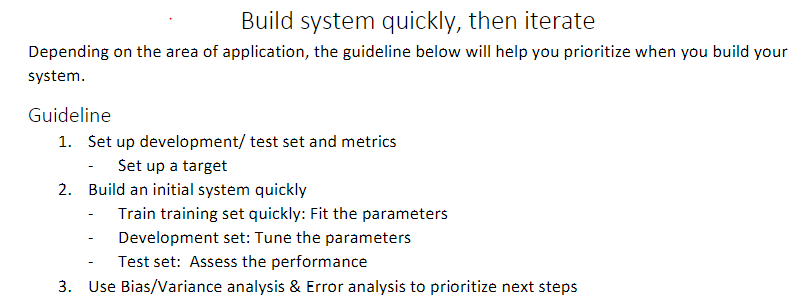 Build system quickly, then iterate
Depending on the area of application, the guideline below will help you prioritize when you build your
system.
Guideline
1. Set up development/ test set and metrics
- Set up a target
2. Build an initial system quickly
- Train training set quickly: Fit the parameters
- Development set: Tune the parameters
- Test set: Assess the performance
3. Use Bias/Variance analysis & Error analysis to prioritize next steps